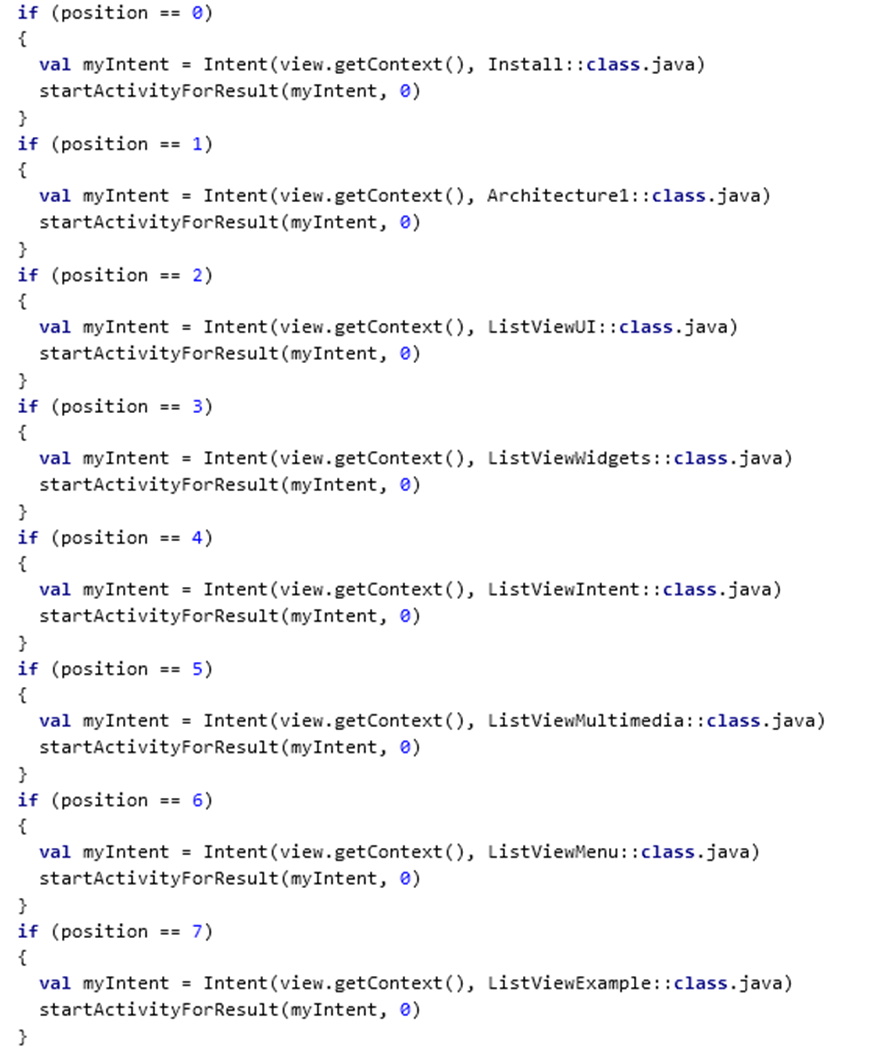 if (position == 0)
{
val myIntent = Intent(view.getContext(), Install::class.java)
startActivityForResult(myIntent, 0)
}
if (position == 1)
{
val myIntent = Intent(view.getContext(), Architecture1::class.java)
startActivityForResult(myIntent, 0)
}
if (position == 2)
{
val myIntent = Intent(view.getContext(), ListViewUI::class.java)
startActivityForResult(myIntent, 0)
}
if (position == 3)
{
val myIntent = Intent(view.getContext(), ListViewWidgets::class.java)
startActivityForResult(myIntent, 0)
}
if (position == 4)
{
val myIntent = Intent(view.getContext(), ListViewIntent::class.java)
startActivityForResult(myIntent, 0)
}
if (position == 5)
{
val myIntent = Intent(view.getContext(), ListViewMultimedia::class.java)
startActivityForResult(myIntent, 0)
}
if (position == 6)
{
val myIntent = Intent(view.getContext(), ListViewMenu::class.java)
startActivityForResult(myIntent, 0)
}
if (position == 7)
{
val myIntent = Intent(view.getContext(), ListViewExample::class.java)
startActivityForResult(myIntent, 0)
}